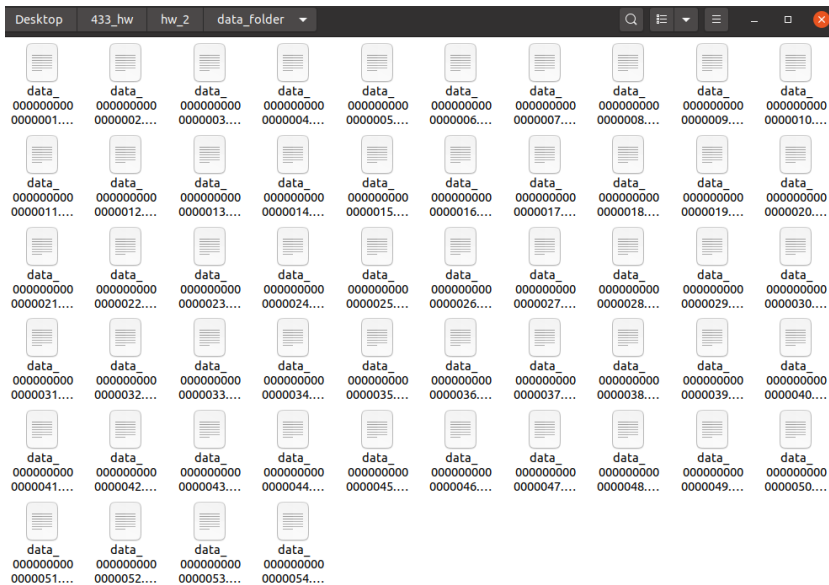 Desktop 433_hw hw_2 data_folder
data_ data_ data_ data_ data_ data_ data_ data_ data_ data_
000000000 000000000 000000000 000000000 000000000 000000000 000000000 000000000 000000000 000000000
0000001.... 0000002.... 0000003.... 0000004.... 0000005.... 0000006.... 0000007.... 0000008.... 0000009.... 0000010....
data_ data_ data_ data_ data_ data_ data_ data_ data_ data_
000000000 000000000 000000000 000000000 000000000 000000000 000000000 000000000 000000000 000000000
0000011.... 0000012.... 0000013.... 0000014.... 0000015.... 0000016.... 0000017.... 0000018.... 0000019.... 0000020....
data_ data_ data_ data_ data_ data_ data_ data_ data_ data_
000000000 000000000 000000000 000000000 000000000 000000000 000000000 000000000 000000000 000000000
0000021.... 0000022.... 0000023.... 0000024.... 0000025.... 0000026.... 0000027.... 0000028.... 0000029.... 0000030....
data_ data_ data_ data_ data_ data_ data_ data_ data_ data_
000000000 000000000 000000000 000000000 000000000 000000000 000000000 000000000 000000000 000000000
0000031.... 0000032.... 0000033.... 0000034.... 0000035.... 0000036.... 0000037.... 0000038.... 0000039.... 0000040....
data_ data_ data_ data_ data_ data_ data_ data_ data_ data_
000000000 000000000 000000000 000000000 000000000 000000000 000000000 000000000 000000000 000000000
0000041.... 0000042.... 0000043.... 0000044.... 0000045.... 0000046.... 0000047.... 0000048.... 0000049.... 0000050....
data_ data_ data_ data_
000000000 000000000 000000000 000000000
0000051.... 0000052.... 0000053.... 0000054....